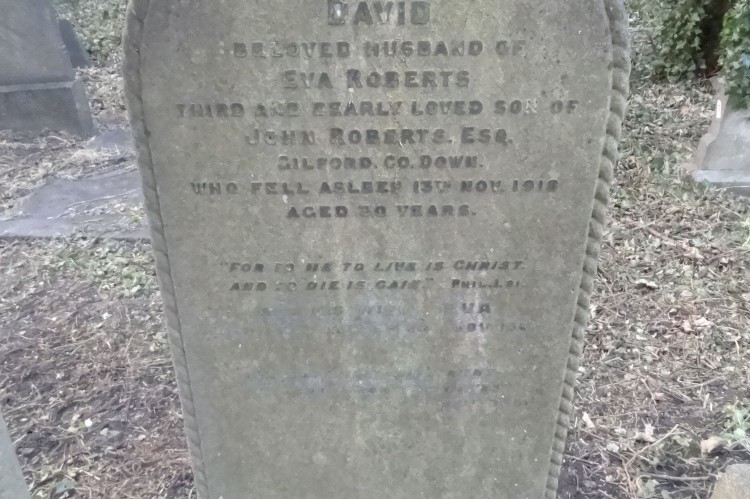 DAVID
BELOVED HUSBAND OF
EVA ROBERTS
THIRD AND DEARLY LOVED SON OF
JOHN ROBERTS. ESQ.
GILFORD. CO. DOWN.
WHO FELL ASLEEP 13TH NOV. 1918
AGED 30 YEARS.
"FOR TO ME TO LIVE IS CHRIST.
AND TO DIE IS GAIN" PHIL.1.21.
EVA